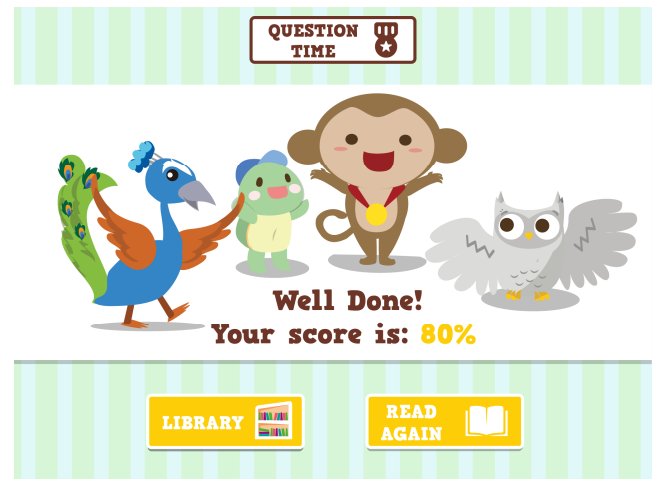 QUESTION
TIME
Well Done!
Your score is: 80%
LIBRARY
READ
AGAIN